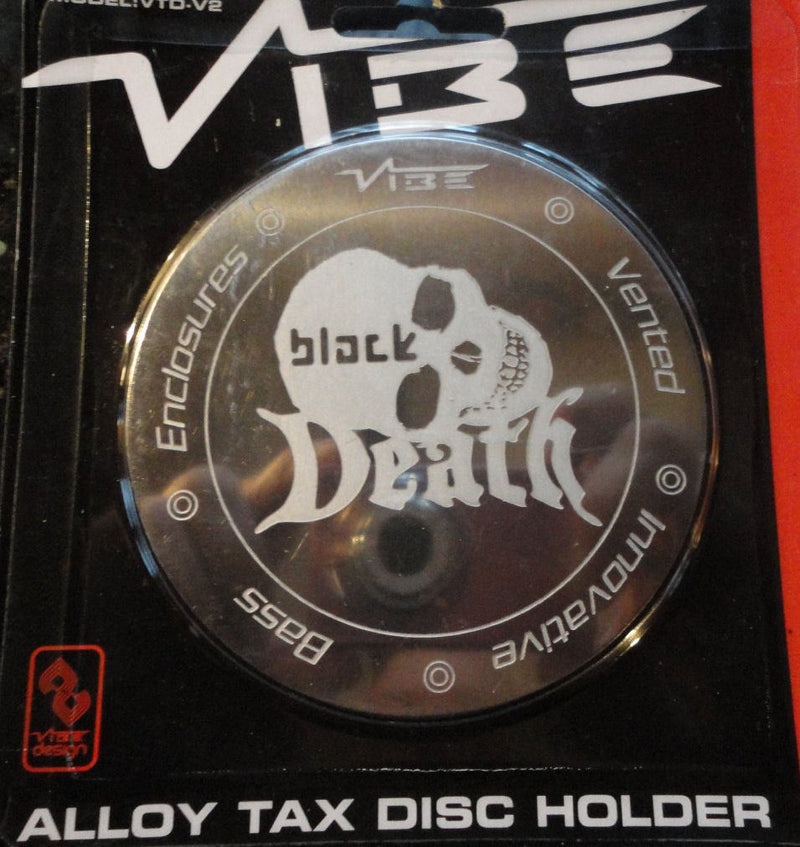 MODEL:VTD-V2
VIBE
VIBE
Vented
Innovative
Bass
Enclosures
black
Death
VIBE
design
ALLOY TAX DISC HOLDER